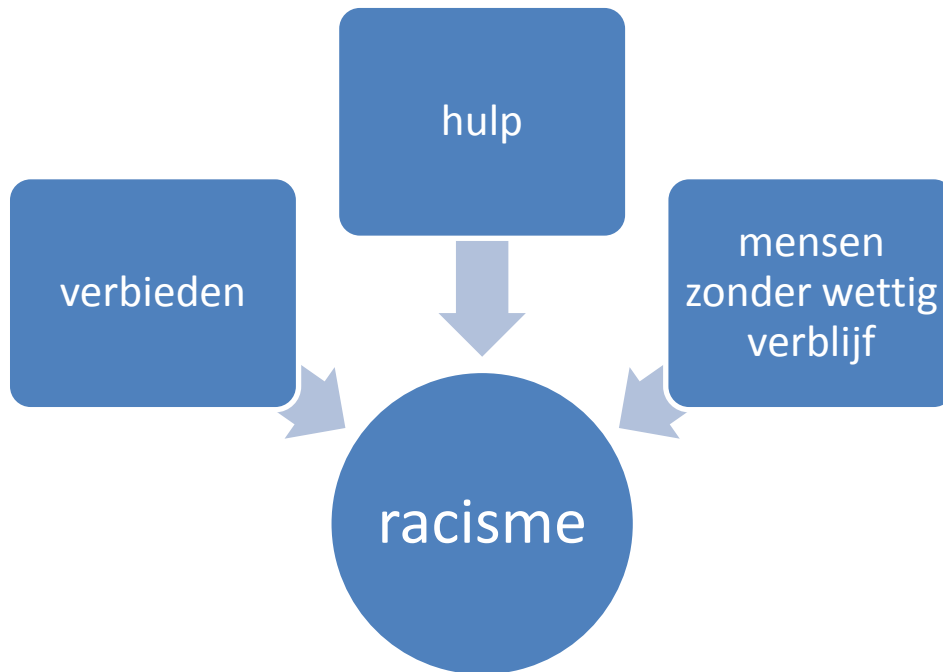 hulp
verbieden
mensen
zonder wettig
verblijf
racisme